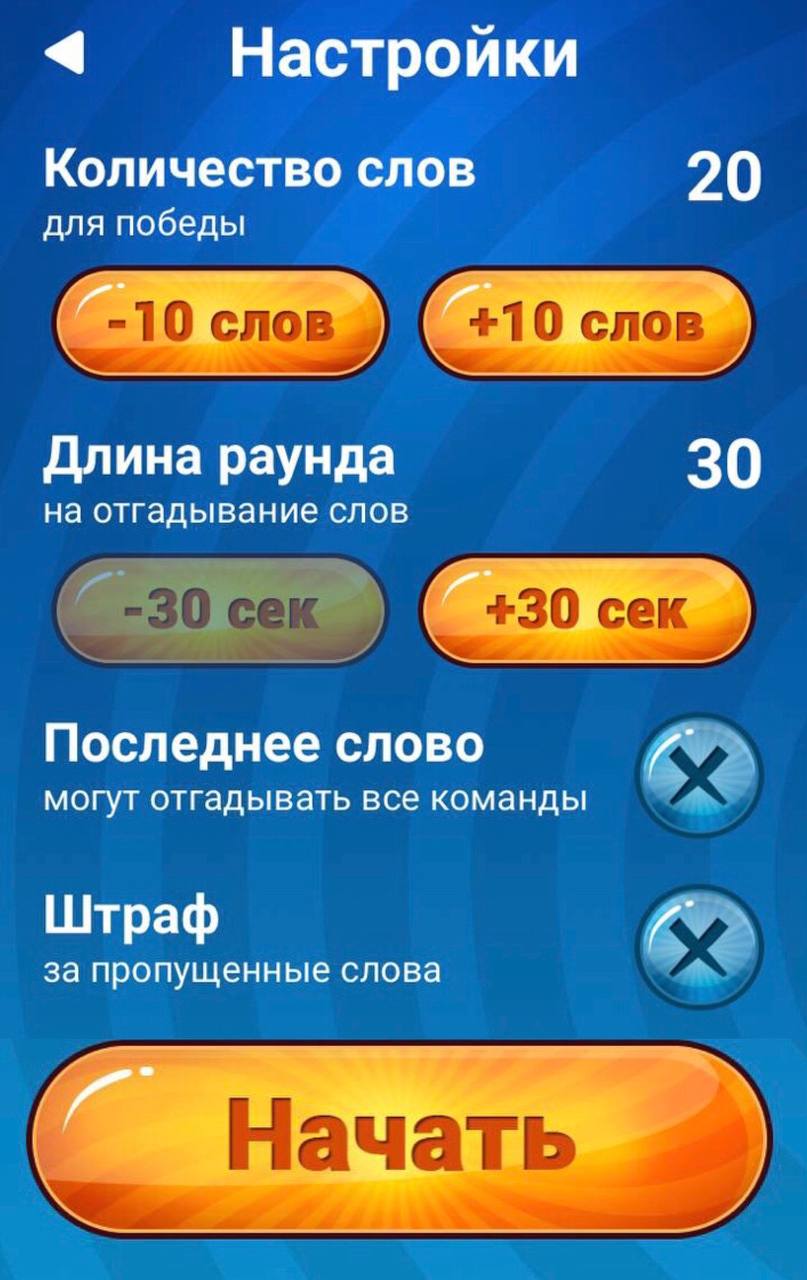 Настройки
Количество слов
20
для победы
-10 слов
+10 слов
Длина раунда
30
на отгадывание слов
-30 сек
+30 сек
Последнее слово
могут отгадывать все команды
Штраф
за пропущенные слова
Начать